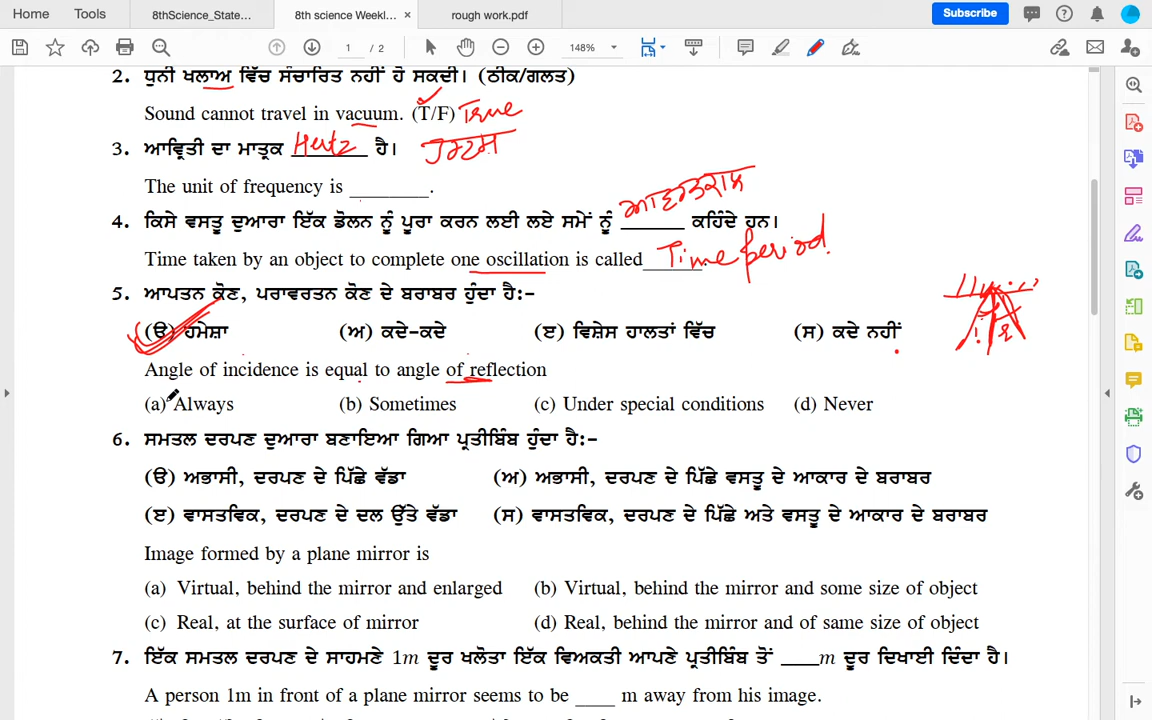 Home Tools 8thScience_State... 8th science Weekl... × rough work.pdf Subscribe
1 / 2 148%
2. ਧੁਨੀ ਖਲਾਅ ਵਿੱਚ ਸੰਚਾਰਿਤ ਨਹੀਂ ਹੋ ਸਕਦੀ। (ਠੀਕ/ਗਲਤ)
Sound cannot travel in vacuum. (T/F) True
3. ਆਵ੍ਰਿਤੀ ਦਾ ਮਾਤ੍ਰਕ Hertz ਹੈ। ਹਰਟਜ਼
The unit of frequency is ________.
4. ਕਿਸੇ ਵਸਤੂ ਦੁਆਰਾ ਇੱਕ ਡੋਲਨ ਨੂੰ ਪੂਰਾ ਕਰਨ ਲਈ ਲਏ ਸਮੇਂ ਨੂੰ ______ ਕਹਿੰਦੇ ਹਨ।
ਆਵਰਤਕਾਲ
Time taken by an object to complete one oscillation is called ______. Time period.
5. ਆਪਤਨ ਕੋਣ, ਪਰਾਵਰਤਨ ਕੋਣ ਦੇ ਬਰਾਬਰ ਹੁੰਦਾ ਹੈ:-
(ੳ) ਹਮੇਸ਼ਾ (ਅ) ਕਦੇ-ਕਦੇ (ੲ) ਵਿਸ਼ੇਸ ਹਾਲਤਾਂ ਵਿੱਚ (ਸ) ਕਦੇ ਨਹੀਂ
Angle of incidence is equal to angle of reflection
(a) Always (b) Sometimes (c) Under special conditions (d) Never
6. ਸਮਤਲ ਦਰਪਣ ਦੁਆਰਾ ਬਣਾਇਆ ਗਿਆ ਪ੍ਰਤੀਬਿੰਬ ਹੁੰਦਾ ਹੈ:-
(ੳ) ਅਭਾਸੀ, ਦਰਪਣ ਦੇ ਪਿੱਛੇ ਵੱਡਾ (ਅ) ਅਭਾਸੀ, ਦਰਪਣ ਦੇ ਪਿੱਛੇ ਵਸਤੂ ਦੇ ਆਕਾਰ ਦੇ ਬਰਾਬਰ
(ੲ) ਵਾਸਤਵਿਕ, ਦਰਪਣ ਦੇ ਦਲ ਉੱਤੇ ਵੱਡਾ (ਸ) ਵਾਸਤਵਿਕ, ਦਰਪਣ ਦੇ ਪਿੱਛੇ ਅਤੇ ਵਸਤੂ ਦੇ ਆਕਾਰ ਦੇ ਬਰਾਬਰ
Image formed by a plane mirror is
(a) Virtual, behind the mirror and enlarged (b) Virtual, behind the mirror and some size of object
(c) Real, at the surface of mirror (d) Real, behind the mirror and of same size of object
7. ਇੱਕ ਸਮਤਲ ਦਰਪਣ ਦੇ ਸਾਹਮਣੇ 1m ਦੂਰ ਖਲੋਤਾ ਇੱਕ ਵਿਅਕਤੀ ਆਪਣੇ ਪ੍ਰਤੀਬਿੰਬ ਤੋਂ ____m ਦੂਰ ਦਿਖਾਈ ਦਿੰਦਾ ਹੈ।
A person 1m in front of a plane mirror seems to be ____ m away from his image.